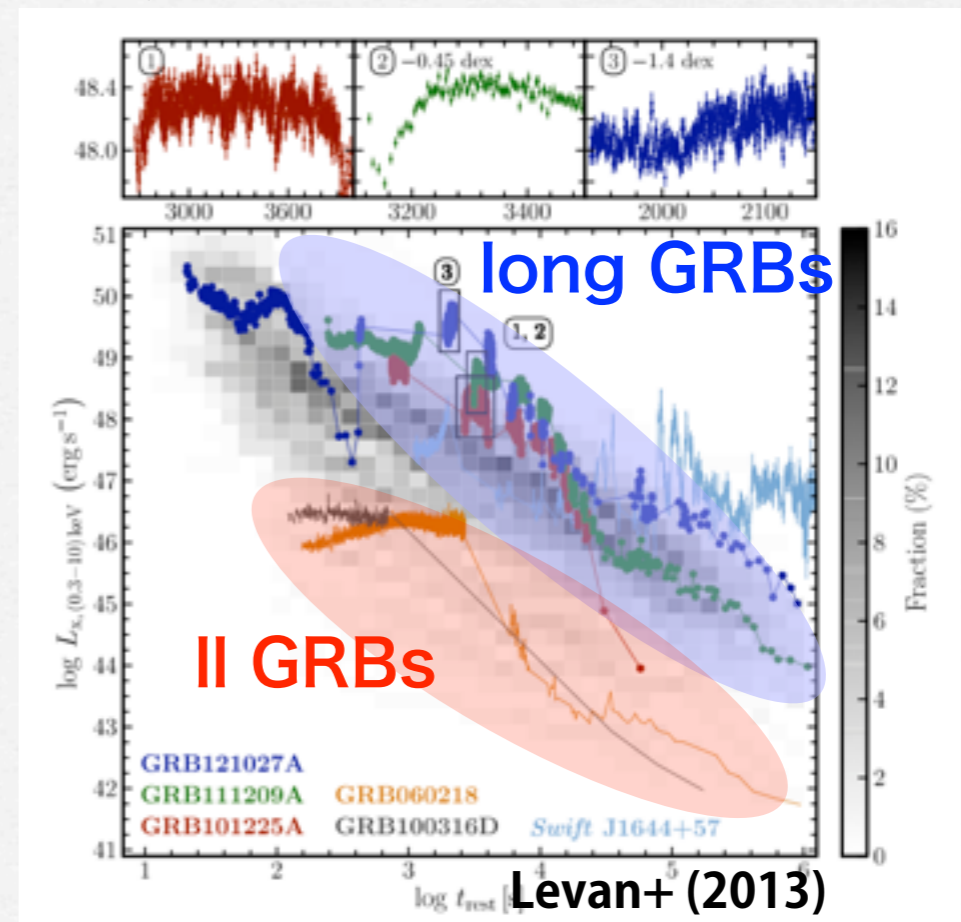 1
2 −0.45 dex
3 −1.4 dex
48.4
48.0
3000 3600 3200 3400 2000 2100
51
50
49
48
47
46
45
44
43
42
41
log L_{x,(0.3−10) keV} (erg s^{−1})
3
long GRBs
1, 2
ll GRBs
GRB121027A
GRB111209A GRB060218
GRB101225A GRB100316D Swift J1644+57
1 2 3 4 5 6
log t_{rest} [s
Levan+ (2013)
16
14
12
10
8
6
4
2
0
Fraction (%)